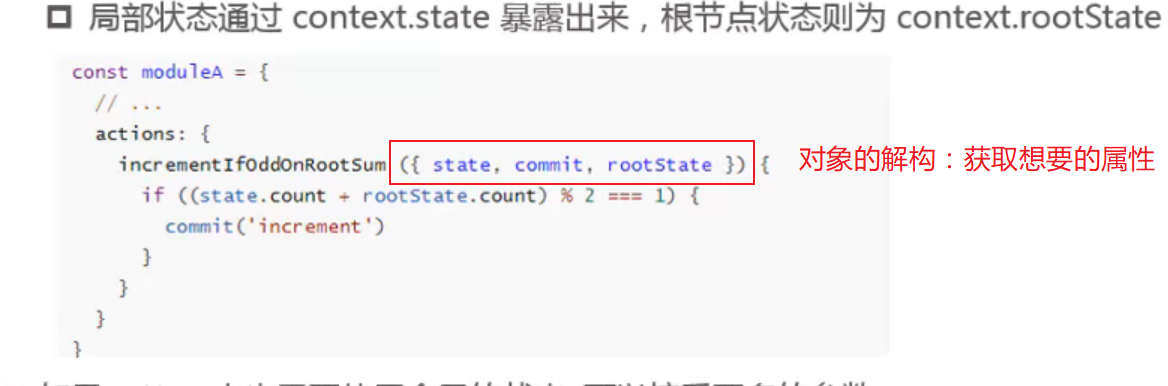 局部状态通过 context.state 暴露出来，根节点状态则为 context.rootState
const moduleA = {
// ...
actions: {
incrementIfOddOnRootSum ({ state, commit, rootState }) { 对象的解构：获取想要的属性
if ((state.count + rootState.count) % 2 === 1) {
commit('increment')
}
}
}
}